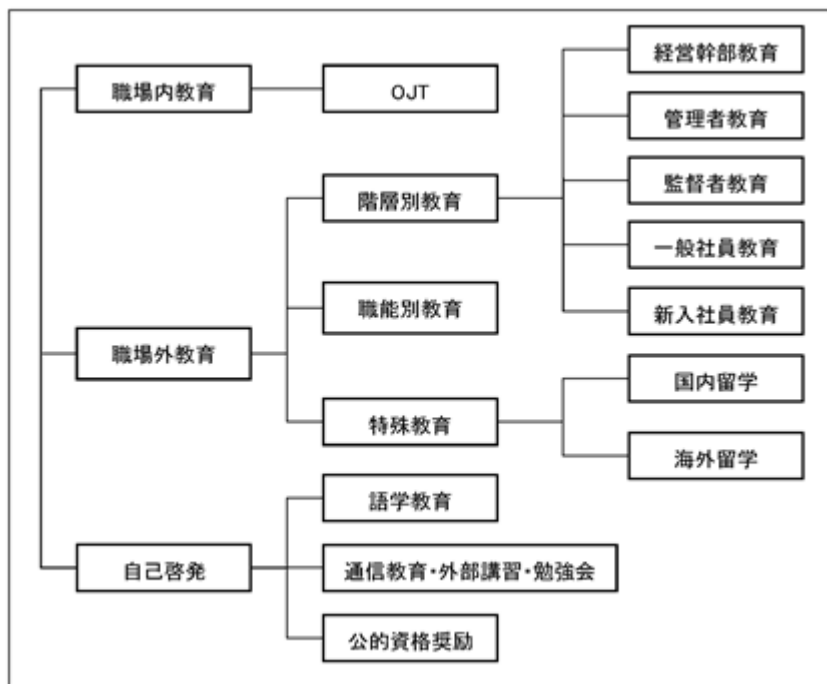 職場内教育
OJT
職場外教育
階層別教育
経営幹部教育
管理者教育
監督者教育
一般社員教育
新入社員教育
職能別教育
特殊教育
国内留学
海外留学
自己啓発
語学教育
通信教育・外部講習・勉強会
公的資格奨励